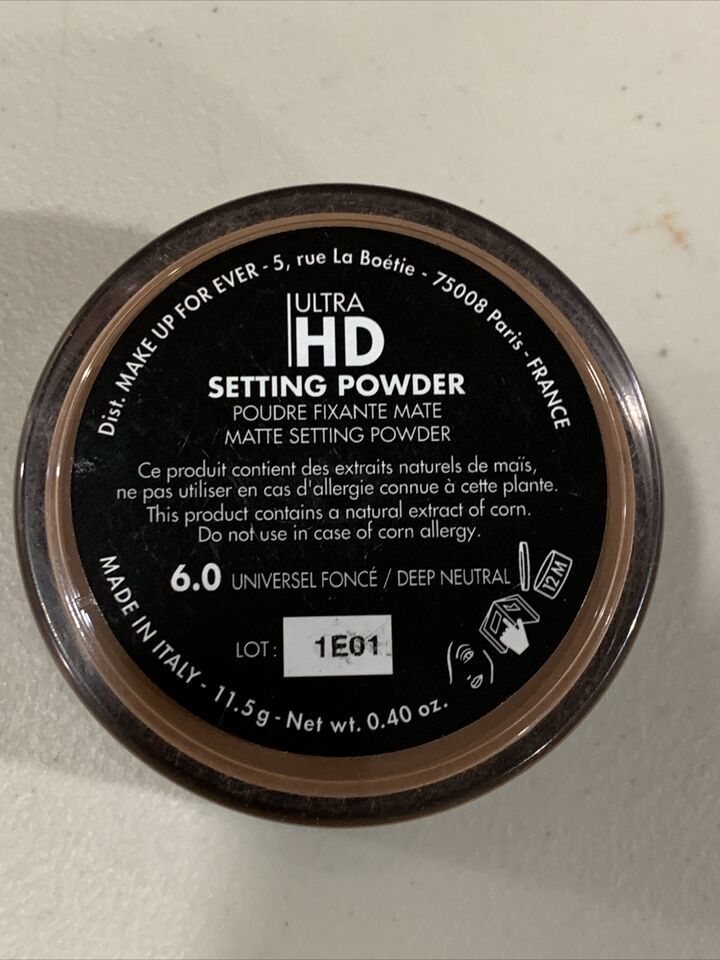 Dist. MAKE UP FOR EVER - 5, rue La Boétie - 75008 Paris - FRANCE
ULTRA
HD
SETTING POWDER
POUDRE FIXANTE MATE
MATTE SETTING POWDER
Ce produit contient des extraits naturels de maïs,
ne pas utiliser en cas d'allergie connue à cette plante.
This product contains a natural extract of corn.
Do not use in case of corn allergy.
6.0 UNIVERSEL FONCÉ / DEEP NEUTRAL
12M
LOT: 1E01
MADE IN ITALY - 11.5g - Net wt. 0.40 oz.